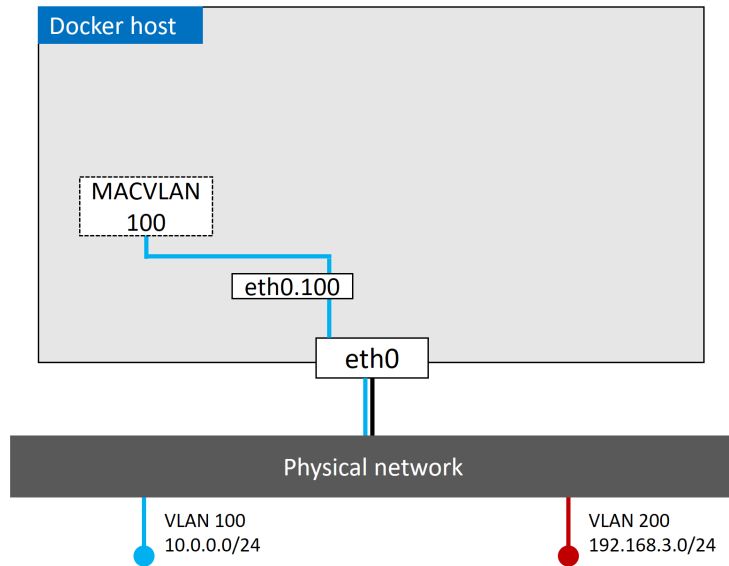 Docker host
MACVLAN
100
eth0.100
eth0
Physical network
VLAN 100
10.0.0.0/24
VLAN 200
192.168.3.0/24